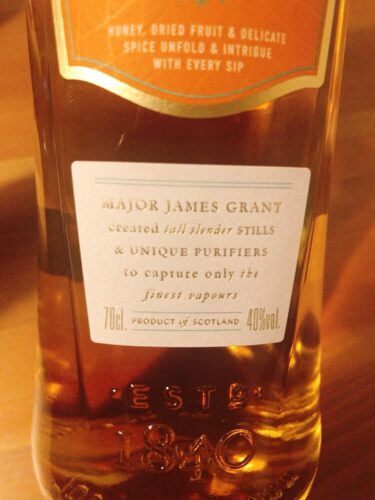 HONEY, DRIED FRUIT & DELICATE
SPICE UNFOLD & INTRIGUE
WITH EVERY SIP
MAJOR JAMES GRANT
created tall slender STILLS
& UNIQUE PURIFIERS
to capture only the
finest vapours
70cl. PRODUCT of SCOTLAND 40%vol.
· ESTD ·
1840